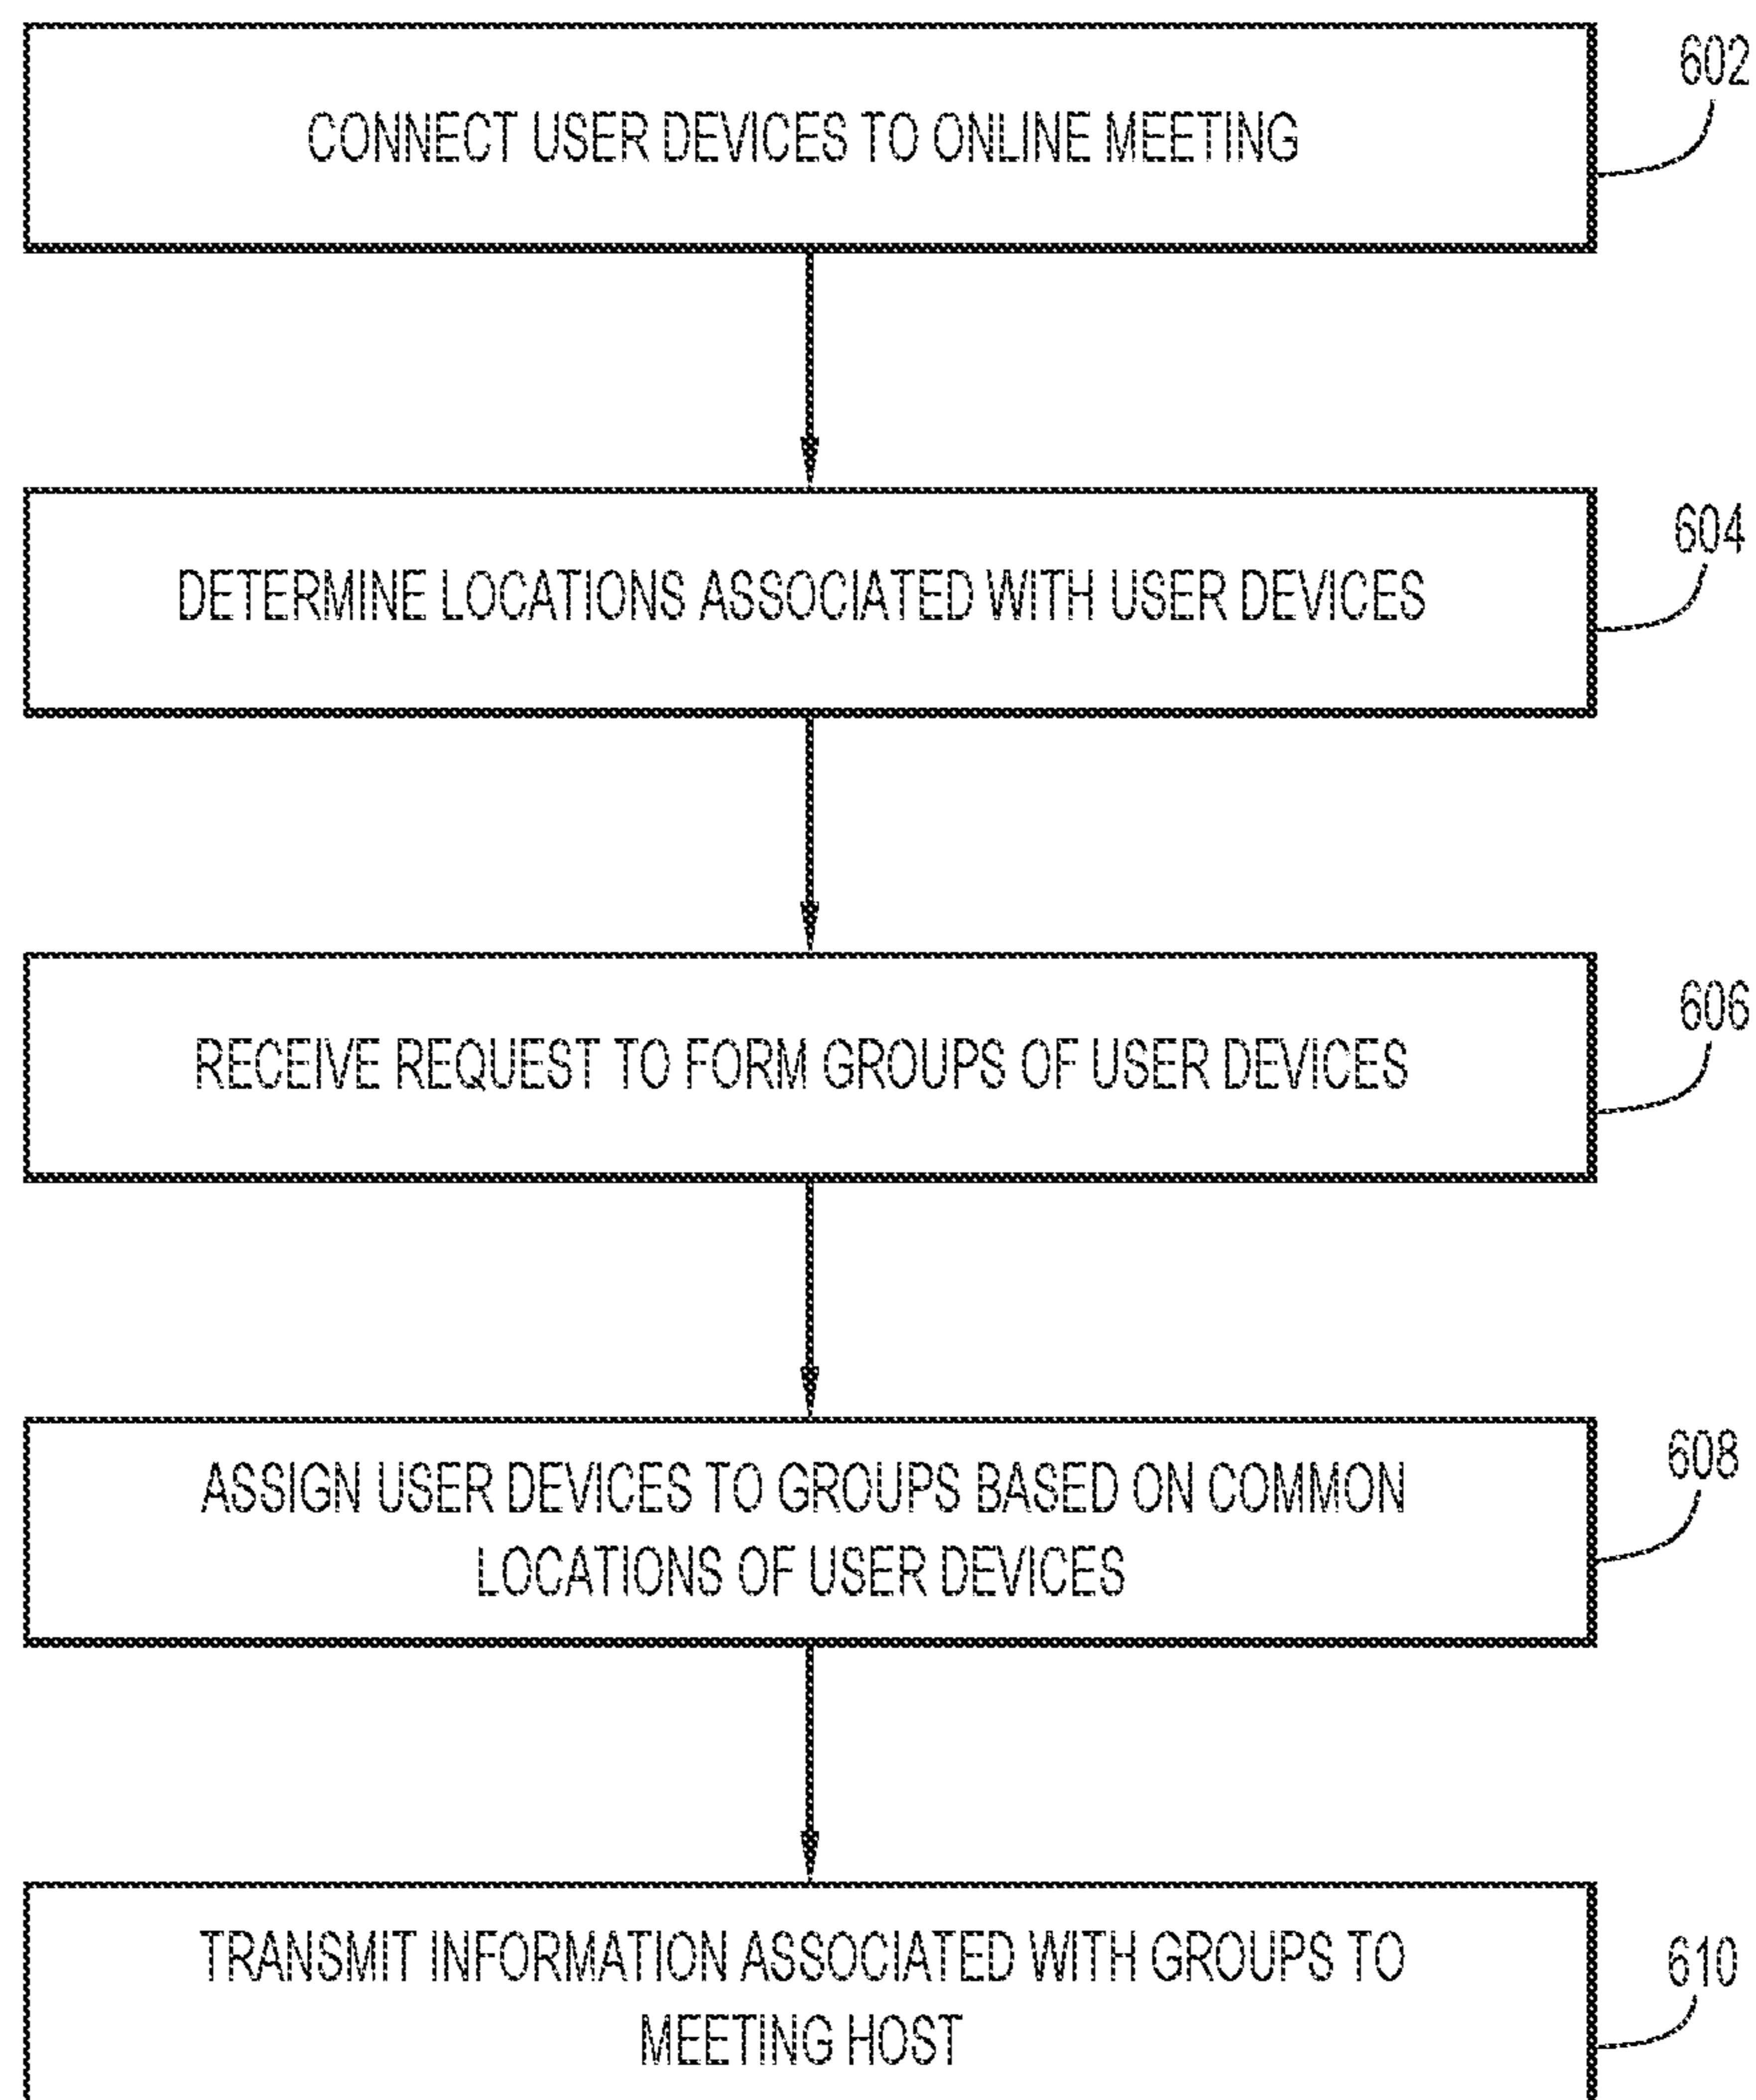 602
CONNECT USER DEVICES TO ONLINE MEETING
604
DETERMINE LOCATIONS ASSOCIATED WITH USER DEVICES
606
RECEIVE REQUEST TO FORM GROUPS OF USER DEVICES
608
ASSIGN USER DEVICES TO GROUPS BASED ON COMMON
LOCATIONS OF USER DEVICES
610
TRANSMIT INFORMATION ASSOCIATED WITH GROUPS TO
MEETING HOST